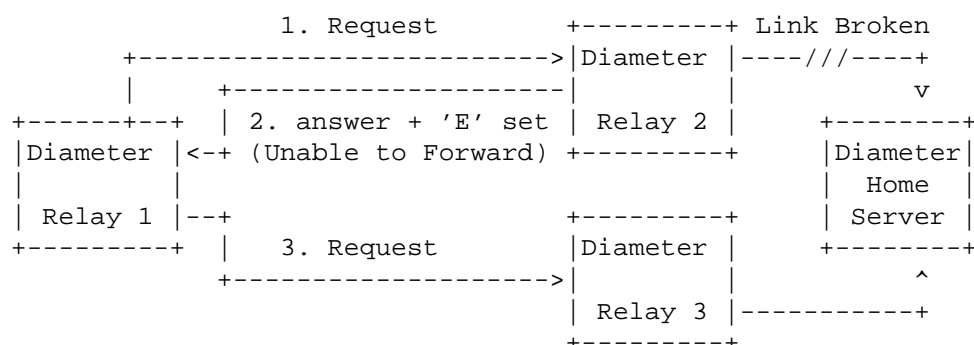 1. Request
Link Broken
Diameter
2. answer + 'E' set
Relay 2
(Unable to Forward)
Diameter
Relay 1
Diameter
Home
Server
3. Request
Diameter
Relay 3